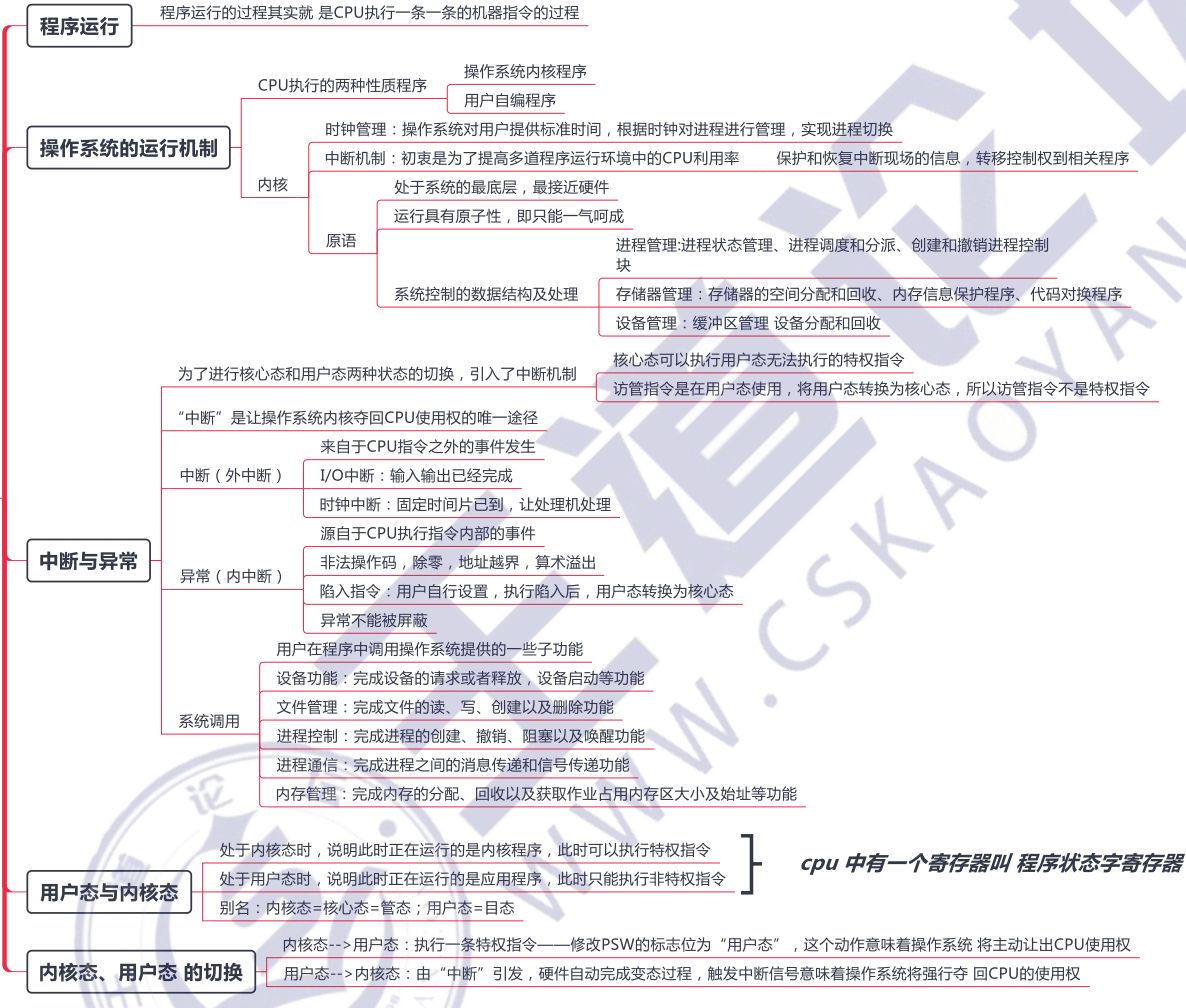 程序运行
程序运行的过程其实就 是CPU执行一条一条的机器指令的过程
操作系统的运行机制
CPU执行的两种性质程序
操作系统内核程序
用户自编程序
内核
时钟管理：操作系统对用户提供标准时间，根据时钟对进程进行管理，实现进程切换
中断机制：初衷是为了提高多道程序运行环境中的CPU利用率
保护和恢复中断现场的信息，转移控制权到相关程序
原语
处于系统的最底层，最接近硬件
运行具有原子性，即只能一气呵成
系统控制的数据结构及处理
进程管理:进程状态管理、进程调度和分派、创建和撤销进程控制
块
存储器管理：存储器的空间分配和回收、内存信息保护程序、代码对换程序
设备管理：缓冲区管理 设备分配和回收
中断与异常
为了进行核心态和用户态两种状态的切换，引入了中断机制
核心态可以执行用户态无法执行的特权指令
访管指令是在用户态使用，将用户态转换为核心态，所以访管指令不是特权指令
“中断”是让操作系统内核夺回CPU使用权的唯一途径
中断（外中断）
来自于CPU指令之外的事件发生
I/O中断：输入输出已经完成
时钟中断：固定时间片已到，让处理机处理
异常（内中断）
源自于CPU执行指令内部的事件
非法操作码，除零，地址越界，算术溢出
陷入指令：用户自行设置，执行陷入后，用户态转换为核心态
异常不能被屏蔽
系统调用
用户在程序中调用操作系统提供的一些子功能
设备功能：完成设备的请求或者释放，设备启动等功能
文件管理：完成文件的读、写、创建以及删除功能
进程控制：完成进程的创建、撤销、阻塞以及唤醒功能
进程通信：完成进程之间的消息传递和信号传递功能
内存管理：完成内存的分配、回收以及获取作业占用内存区大小及始址等功能
用户态与内核态
处于内核态时，说明此时正在运行的是内核程序，此时可以执行特权指令
处于用户态时，说明此时正在运行的是应用程序，此时只能执行非特权指令
别名：内核态=核心态=管态；用户态=目态
cpu 中有一个寄存器叫 程序状态字寄存器
内核态、用户态 的切换
内核态-->用户态：执行一条特权指令——修改PSW的标志位为“用户态”，这个动作意味着操作系统 将主动让出CPU使用权
用户态-->内核态：由“中断”引发，硬件自动完成变态过程，触发中断信号意味着操作系统将强行夺 回CPU的使用权
王道论
WWW.CSKAOYAN